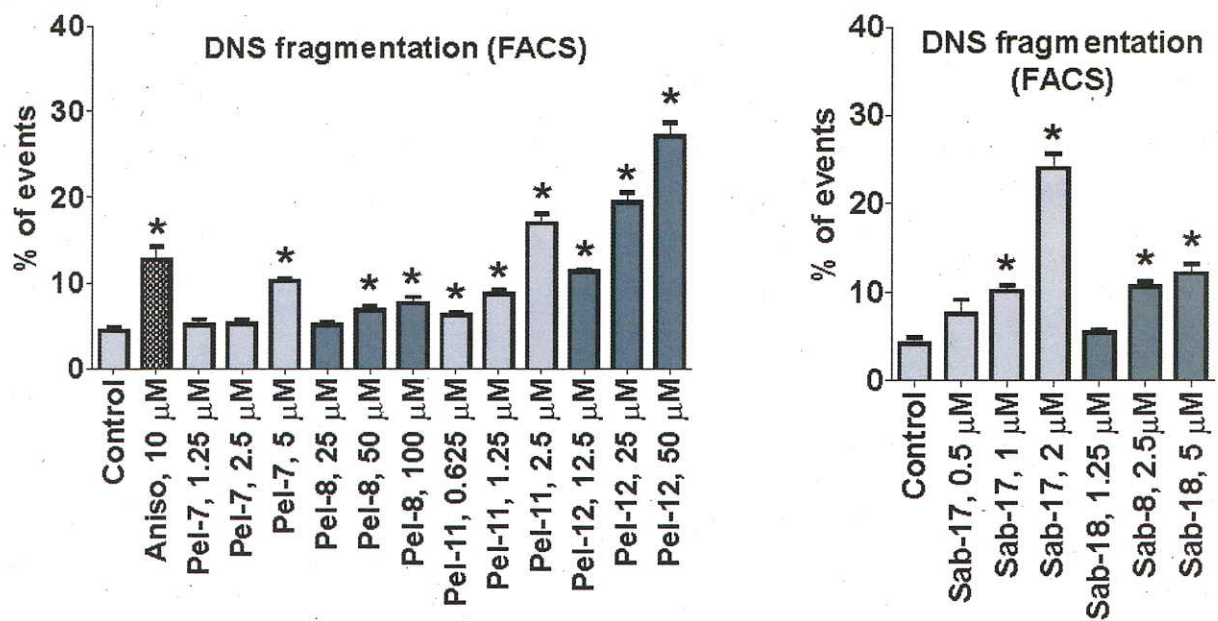 DNS fragmentation (FACS)
% of events
40
30
20
10
0
*
*
*
*
*
*
*
*
*
*
Control
Aniso, 10 µM
Pel-7, 1.25 µM
Pel-7, 2.5 µM
Pel-7, 5 µM
Pel-8, 25 µM
Pel-8, 50 µM
Pel-8, 100 µM
Pel-11, 0.625 µM
Pel-11, 1.25 µM
Pel-11, 2.5 µM
Pel-12, 12.5 µM
Pel-12, 25 µM
Pel-12, 50 µM
DNS fragmentation
(FACS)
% of events
40
30
20
10
0
*
*
*
*
Control
Sab-17, 0.5 µM
Sab-17, 1 µM
Sab-17, 2 µM
Sab-18, 1.25 µM
Sab-8, 2.5 µM
Sab-18, 5 µM